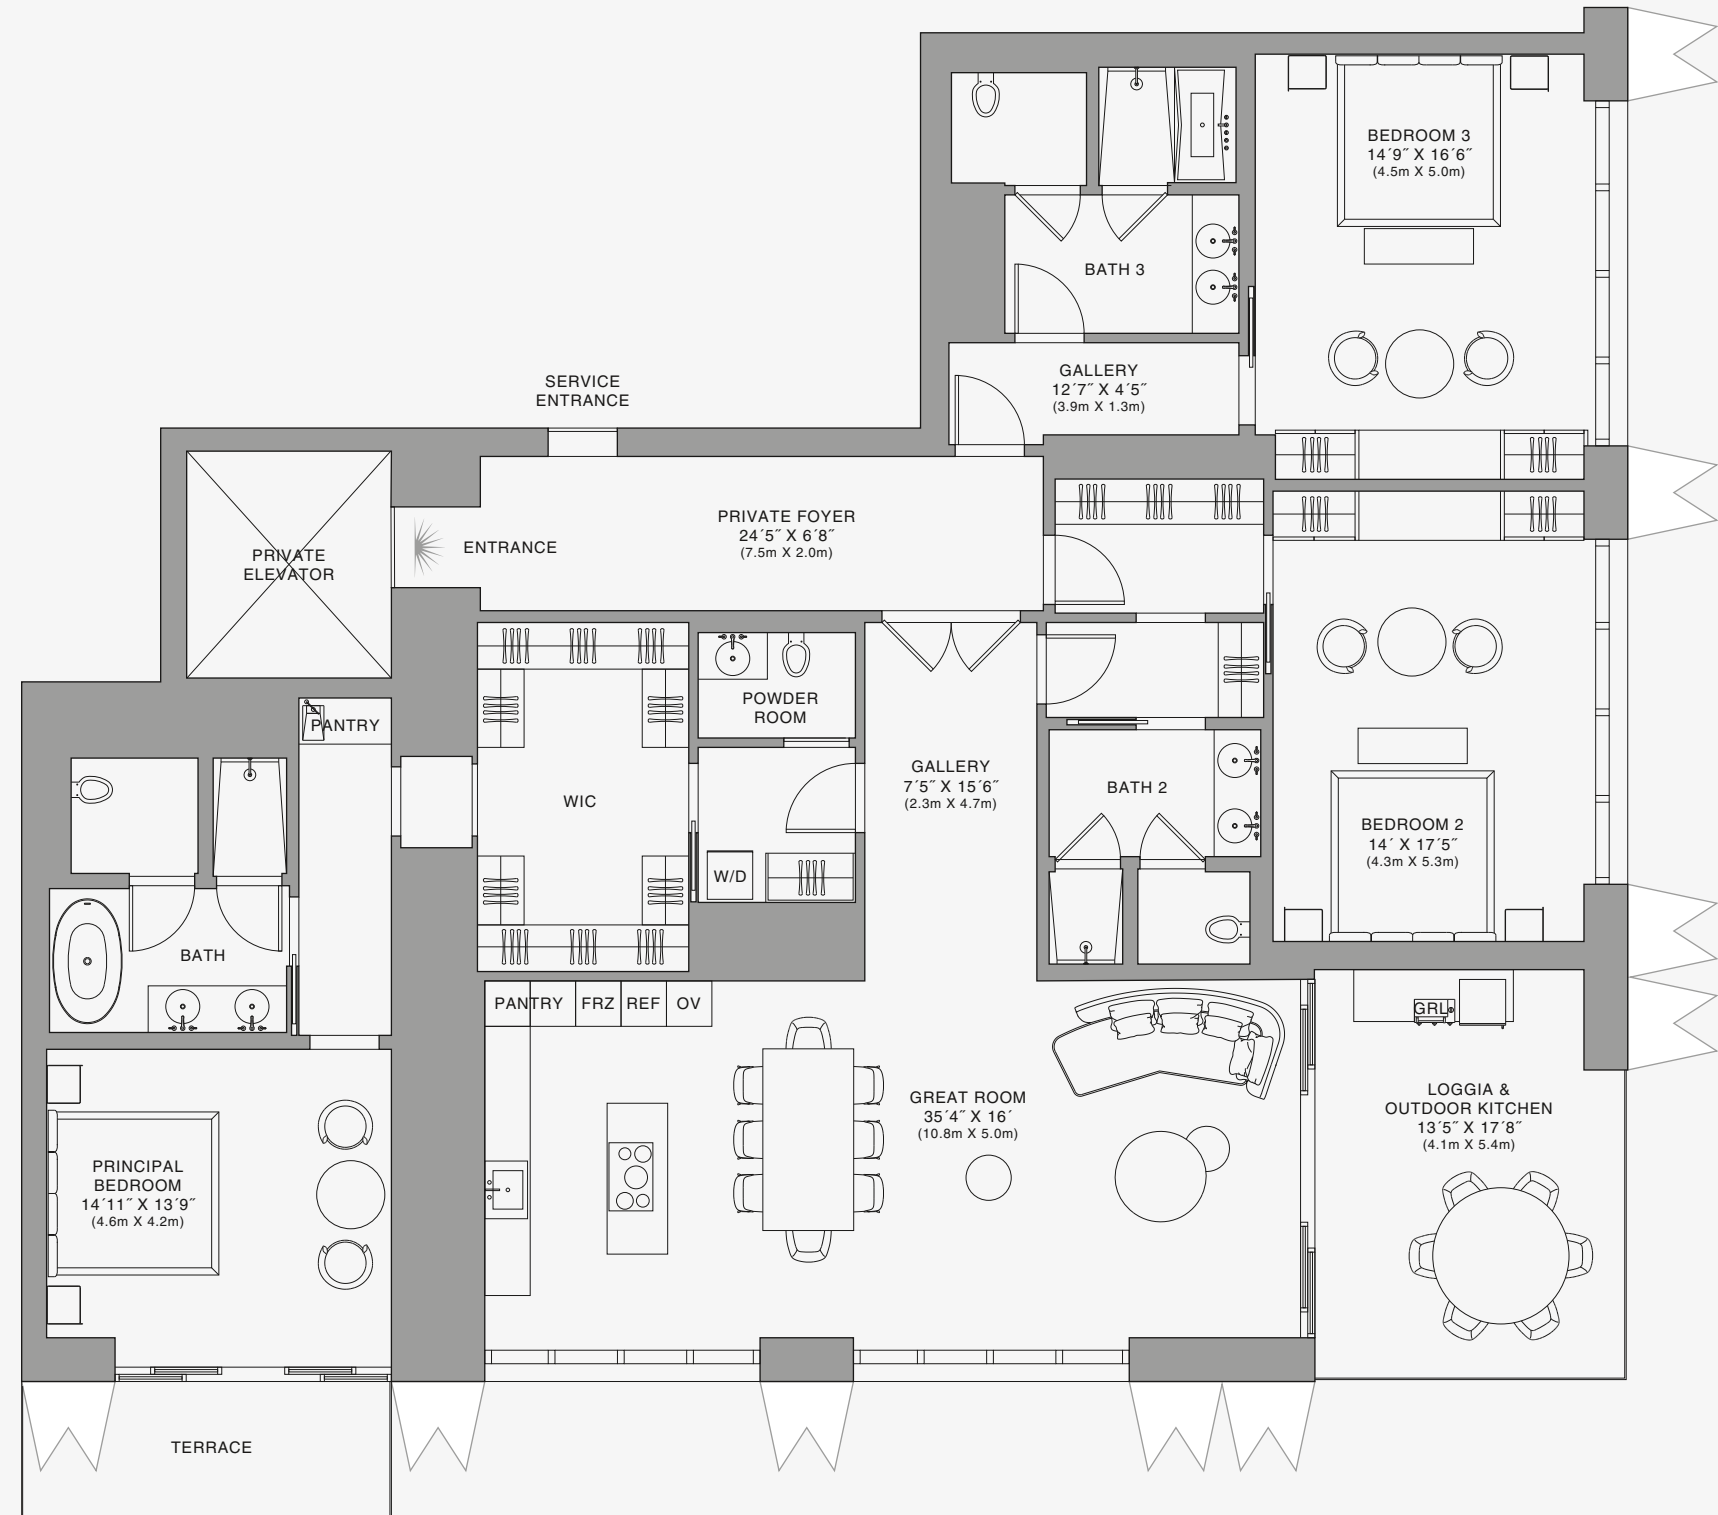 BEDROOM 3
14´9˝ X 16´6˝
(4.5m X 5.0m)
BATH 3
GALLERY
12´7˝ X 4´5˝
(3.9m X 1.3m)
SERVICE
ENTRANCE
PRIVATE FOYER
24´5˝ X 6´8˝
(7.5m X 2.0m)
ENTRANCE
PRIVATE
ELEVATOR
POWDER
ROOM
PANTRY
WIC
GALLERY
7´5˝ X 15´6˝
(2.3m X 4.7m)
BATH 2
BEDROOM 2
14´ X 17´5˝
(4.3m X 5.3m)
W/D
BATH
PANTRY
FRZ
REF
OV
GRL
GREAT ROOM
35´4˝ X 16´
(10.8m X 5.0m)
LOGGIA &
OUTDOOR KITCHEN
13´5˝ X 17´8˝
(4.1m X 5.4m)
PRINCIPAL
BEDROOM
14´11˝ X 13´9˝
(4.6m X 4.2m)
TERRACE